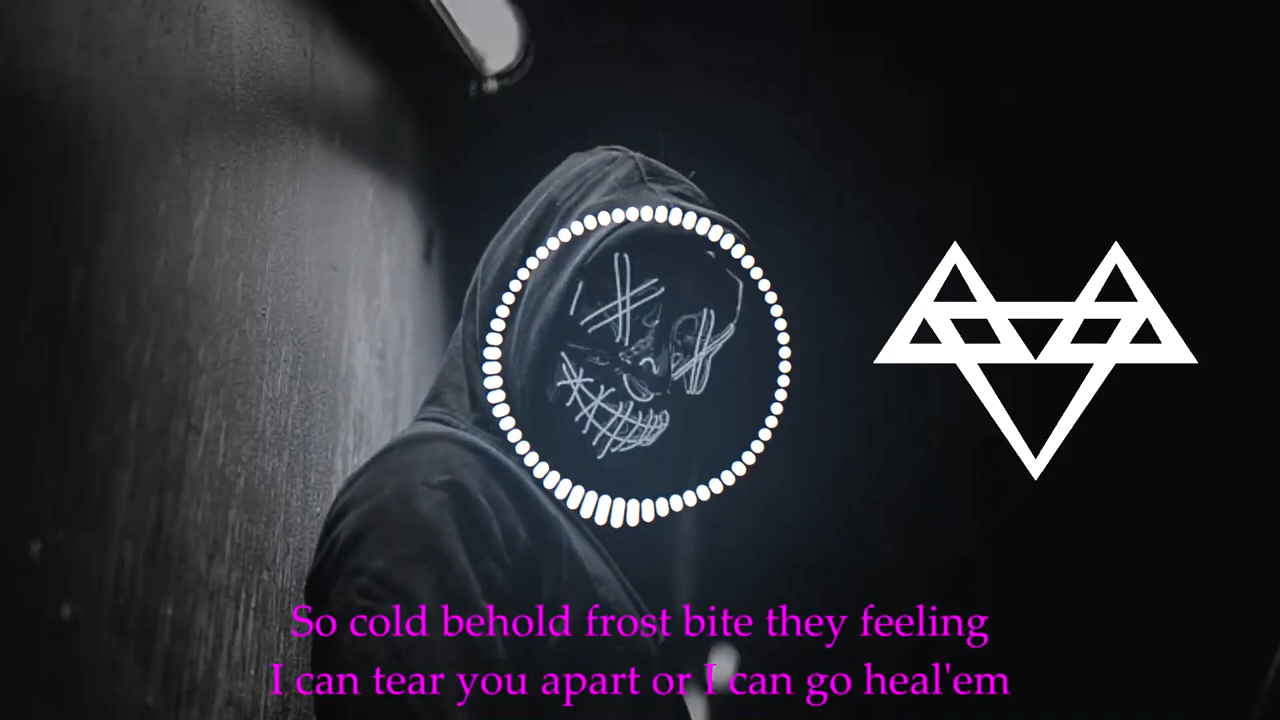 So cold behold frost bite they feeling
I can tear you apart or I can go heal'em